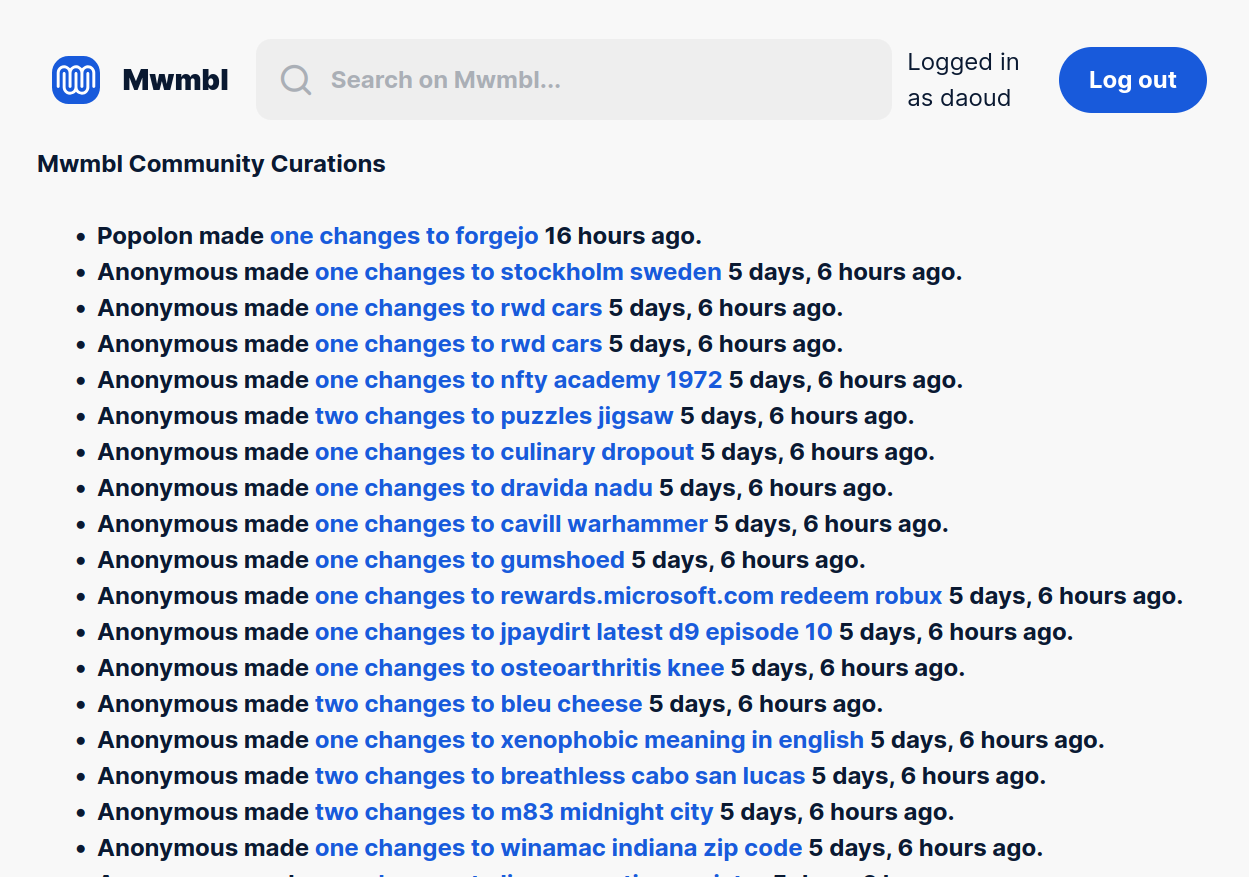 Mwmbl
Search on Mwmbl...
Logged in
as daoud
Log out
Mwmbl Community Curations
• Popolon made one changes to forgejo 16 hours ago.
• Anonymous made one changes to stockholm sweden 5 days, 6 hours ago.
• Anonymous made one changes to rwd cars 5 days, 6 hours ago.
• Anonymous made one changes to rwd cars 5 days, 6 hours ago.
• Anonymous made one changes to nfty academy 1972 5 days, 6 hours ago.
• Anonymous made two changes to puzzles jigsaw 5 days, 6 hours ago.
• Anonymous made one changes to culinary dropout 5 days, 6 hours ago.
• Anonymous made one changes to dravida nadu 5 days, 6 hours ago.
• Anonymous made one changes to cavill warhammer 5 days, 6 hours ago.
• Anonymous made one changes to gumshoed 5 days, 6 hours ago.
• Anonymous made one changes to rewards.microsoft.com redeem robux 5 days, 6 hours ago.
• Anonymous made one changes to jpaydirt latest d9 episode 10 5 days, 6 hours ago.
• Anonymous made one changes to osteoarthritis knee 5 days, 6 hours ago.
• Anonymous made two changes to bleu cheese 5 days, 6 hours ago.
• Anonymous made one changes to xenophobic meaning in english 5 days, 6 hours ago.
• Anonymous made two changes to breathless cabo san lucas 5 days, 6 hours ago.
• Anonymous made two changes to m83 midnight city 5 days, 6 hours ago.
• Anonymous made one changes to winamac indiana zip code 5 days, 6 hours ago.